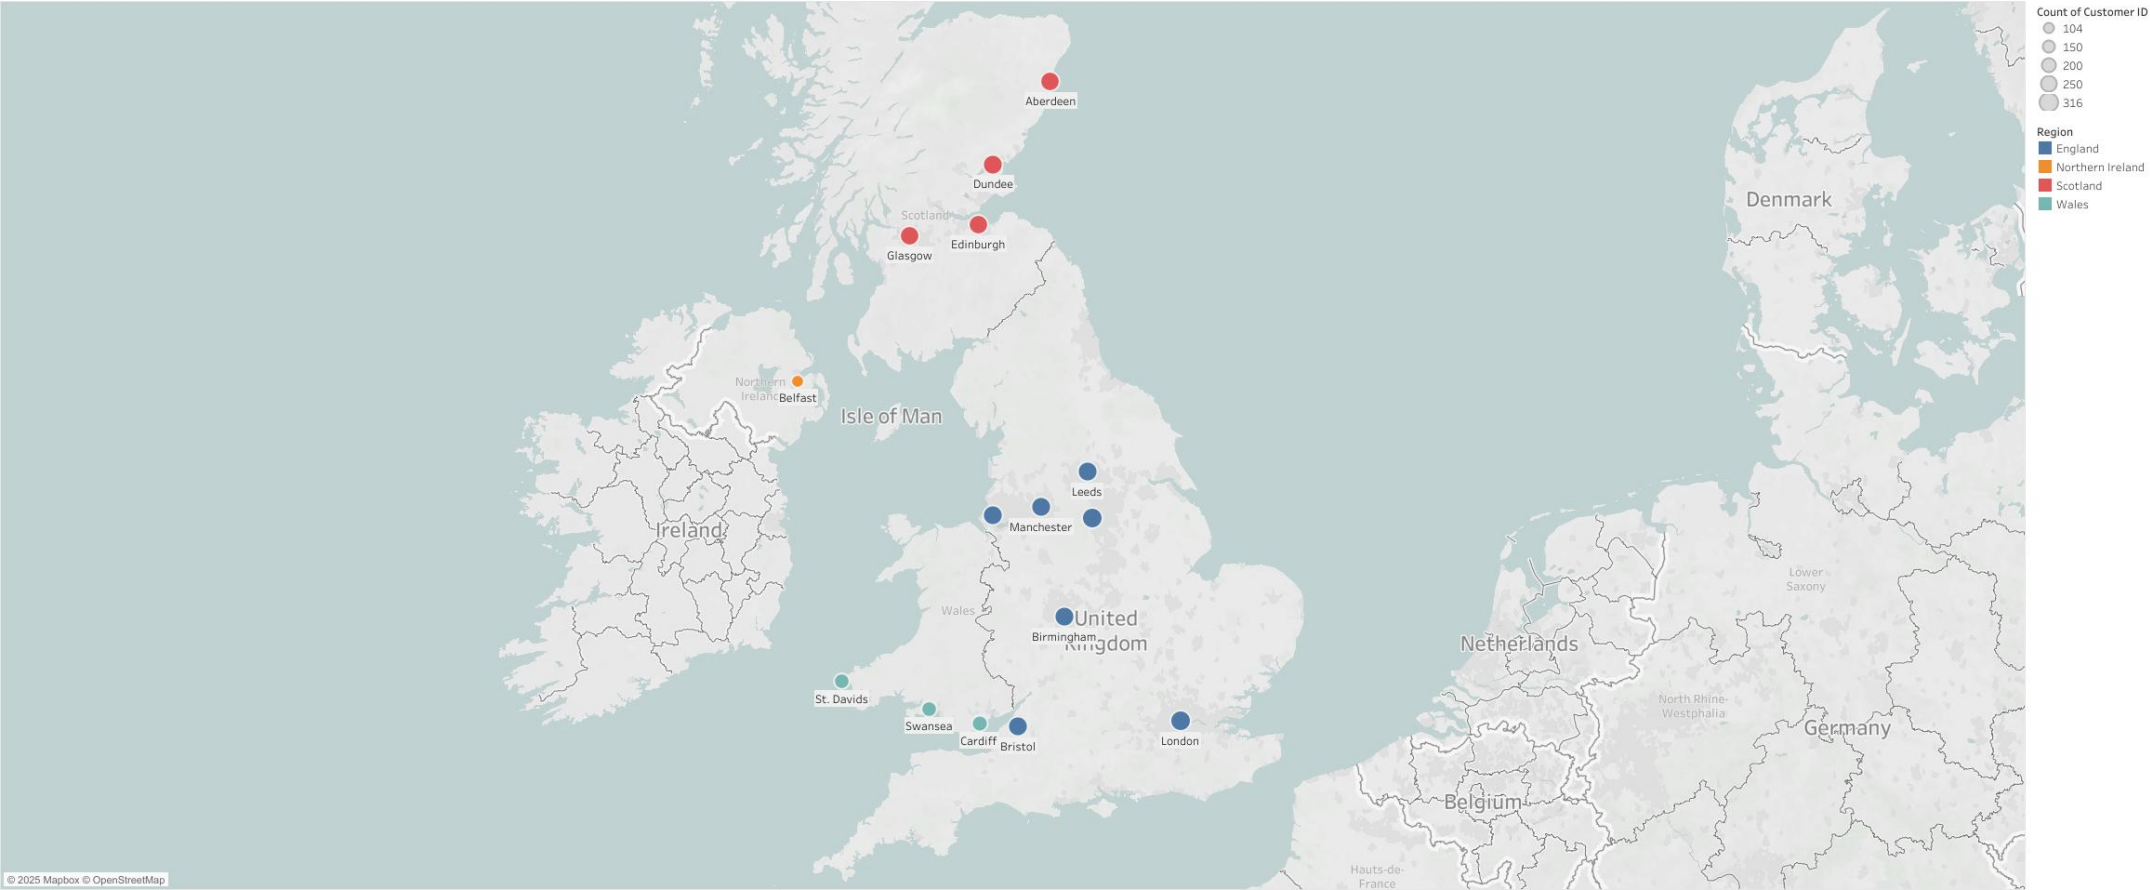 Count of Customer ID
104
150
200
250
316
Region
England
Northern Ireland
Scotland
Wales
Aberdeen
Dundee
Scotland
Edinburgh
Glasgow
Denmark
Northern
Ireland
Belfast
Isle of Man
Leeds
Manchester
Ireland
Lower
Saxony
Wales
United
Kingdom
Birmingham
Netherlands
St. Davids
Swansea
Cardiff
Bristol
London
North Rhine-
Westphalia
Germany
Belgium
Hauts-de-
France
© 2025 Mapbox © OpenStreetMap